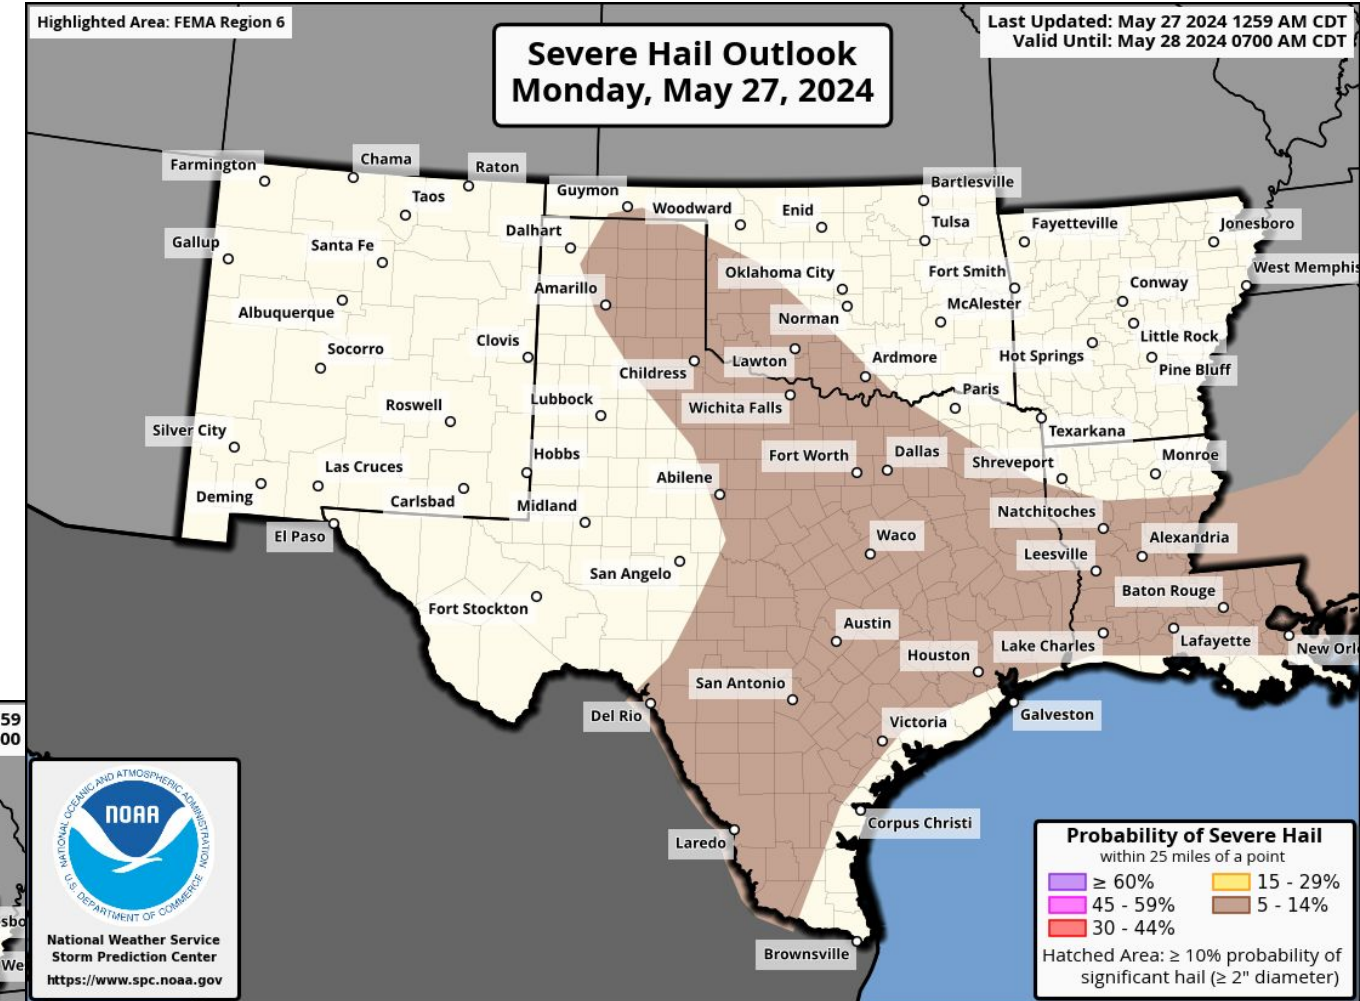 Highlighted Area: FEMA Region 6
Last Updated: May 27 2024 1259 AM CDT
Valid Until: May 28 2024 0700 AM CDT
Severe Hail Outlook
Monday, May 27, 2024
Farmington
Chama
Raton
Taos
Guymon
Woodward
Enid
Bartlesville
Tulsa
Fayetteville
Jonesboro
Gallup
Santa Fe
Dalhart
Oklahoma City
Fort Smith
West Memphis
Amarillo
Conway
Albuquerque
Norman
McAlester
Socorro
Clovis
Little Rock
Childress
Lawton
Ardmore
Hot Springs
Pine Bluff
Roswell
Lubbock
Wichita Falls
Paris
Silver City
Texarkana
Las Cruces
Hobbs
Fort Worth
Dallas
Shreveport
Monroe
Deming
Carlsbad
Midland
Abilene
Natchitoches
El Paso
Waco
Alexandria
Leesville
San Angelo
Baton Rouge
Fort Stockton
Austin
Lake Charles
Lafayette
New Orl
Houston
San Antonio
Del Rio
Victoria
Galveston
Corpus Christi
Laredo
Brownsville
59
00
sbo
We
NATIONAL OCEANIC AND ATMOSPHERIC ADMINISTRATION
NOAA
U.S. DEPARTMENT OF COMMERCE
National Weather Service
Storm Prediction Center
https://www.spc.noaa.gov
Probability of Severe Hail
within 25 miles of a point
≥ 60% 15 - 29%
45 - 59% 5 - 14%
30 - 44%
Hatched Area: ≥ 10% probability of
significant hail (≥ 2" diameter)